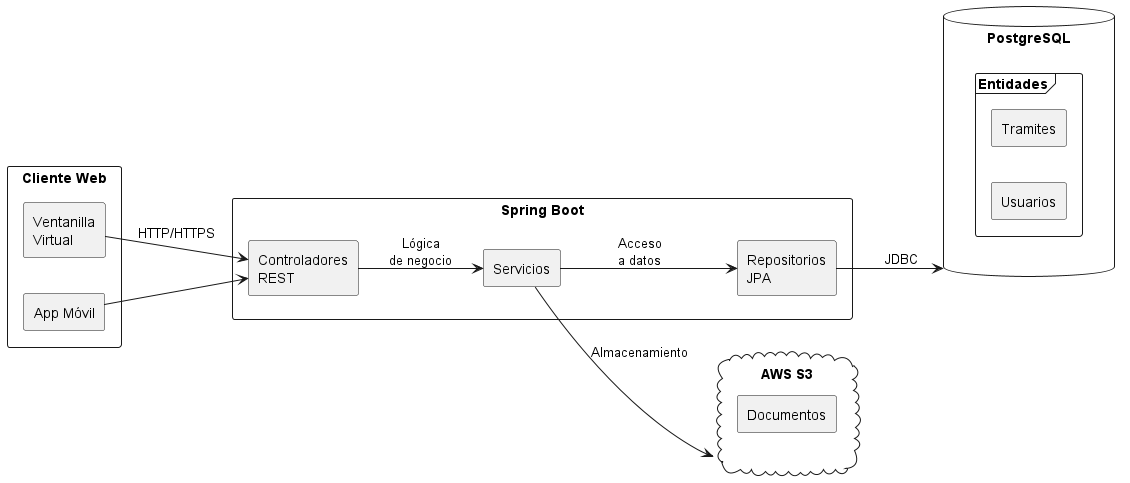 PostgreSQL
Entidades
Tramites
Usuarios
Cliente Web
Ventanilla
Virtual
App Móvil
HTTP/HTTPS
Spring Boot
Controladores
REST
Lógica
de negocio
Servicios
Acceso
a datos
Repositorios
JPA
JDBC
Almacenamiento
AWS S3
Documentos